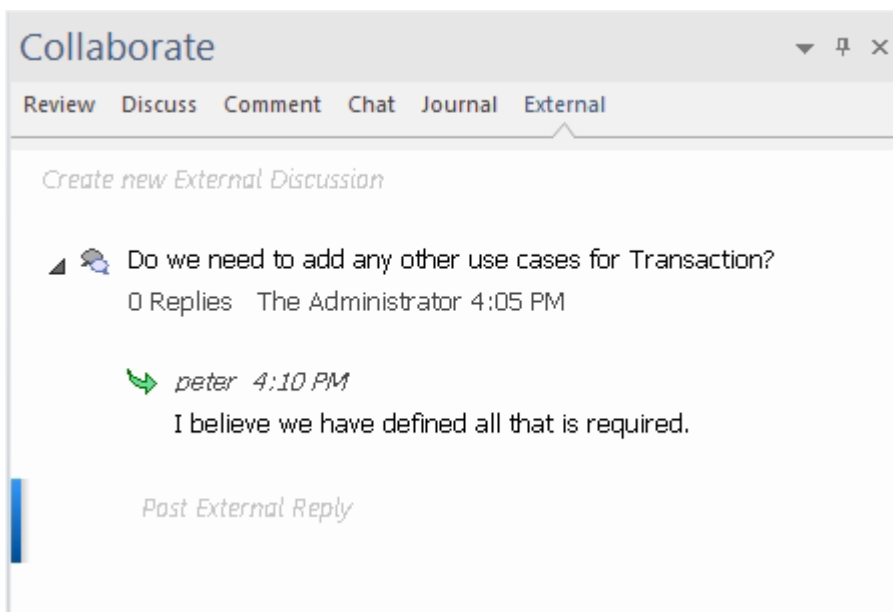 Collaborate
Review Discuss Comment Chat Journal External
Create new External Discussion
Do we need to add any other use cases for Transaction?
0 Replies The Administrator 4:05 PM
peter 4:10 PM
I believe we have defined all that is required.
Post External Reply